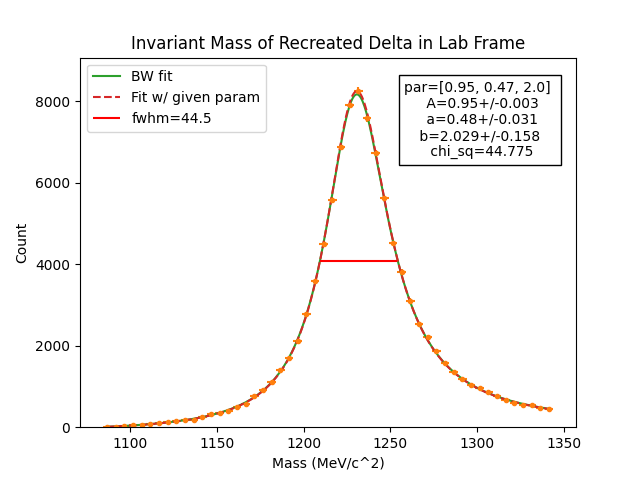 Invariant Mass of Recreated Delta in Lab Frame
BW fit
Fit w/ given param
fwhm=44.5
par=[0.95, 0.47, 2.0]
A=0.95+/-0.003
a=0.48+/-0.031
b=2.029+/-0.158
chi_sq=44.775
Count
8000
6000
4000
2000
0
1100 1150 1200 1250 1300 1350
Mass (MeV/c^2)